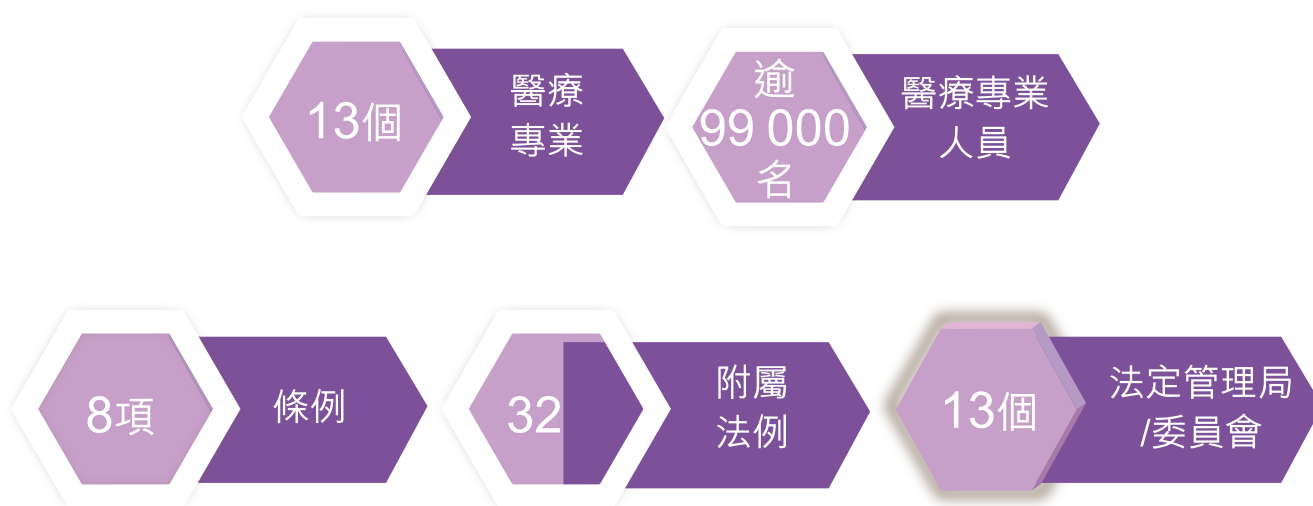 13個
醫療
專業
逾
99 000
名
醫療專業
人員
8項
條例
32
附屬
法例
13個
法定管理局
/委員會